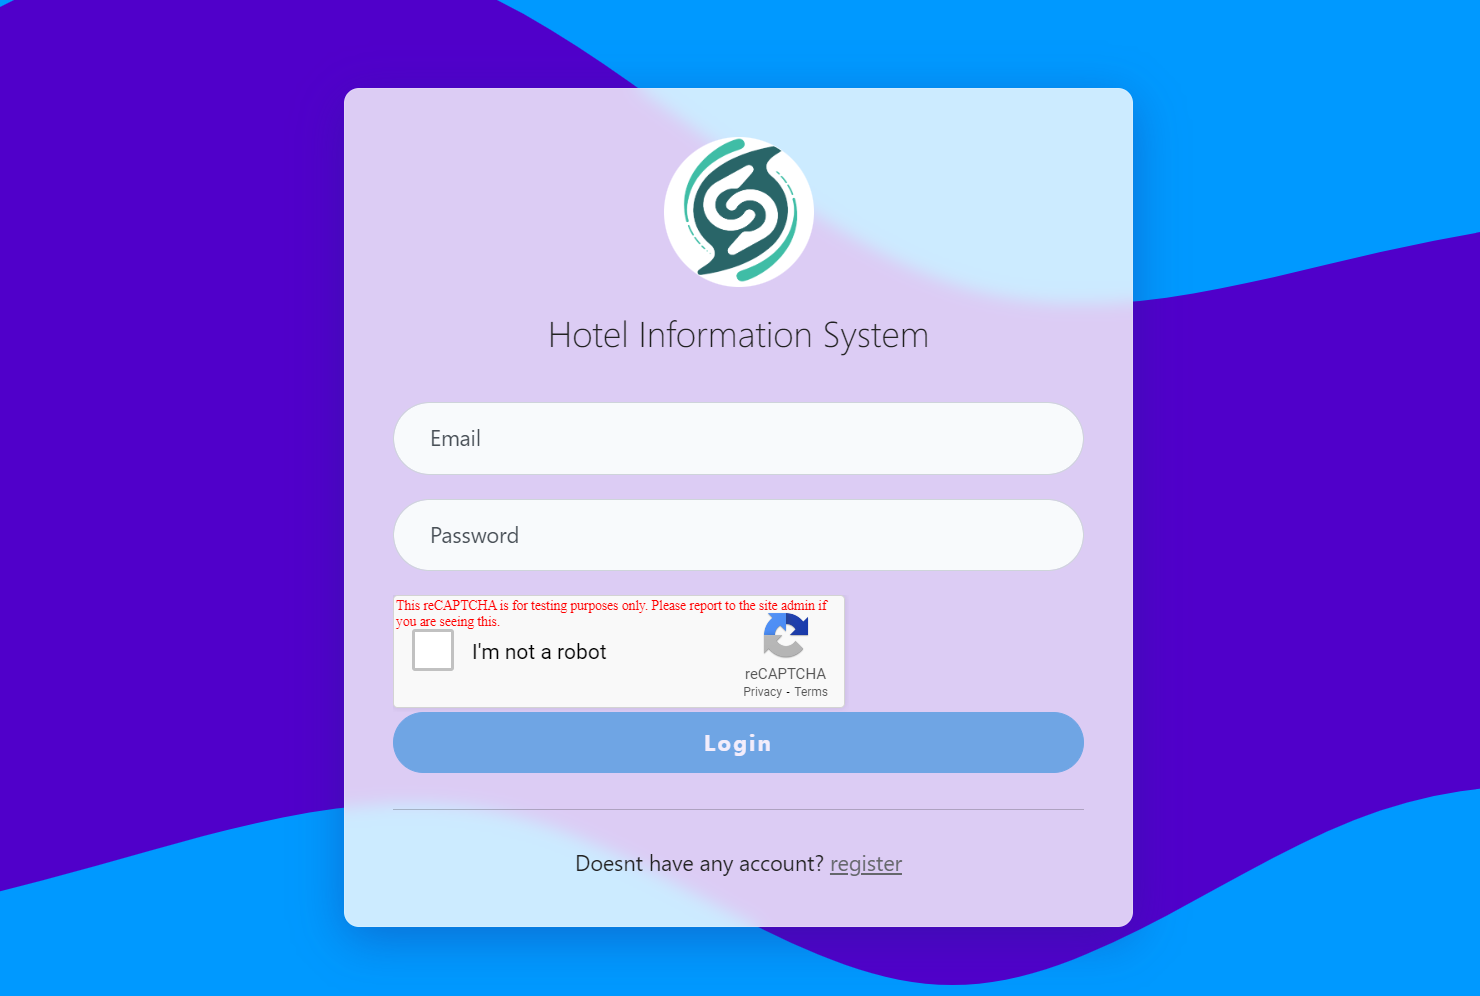 Hotel Information System
Email
Password
This reCAPTCHA is for testing purposes only. Please report to the site admin if
you are seeing this.
I'm not a robot
reCAPTCHA
Privacy - Terms
Login
Doesnt have any account? register